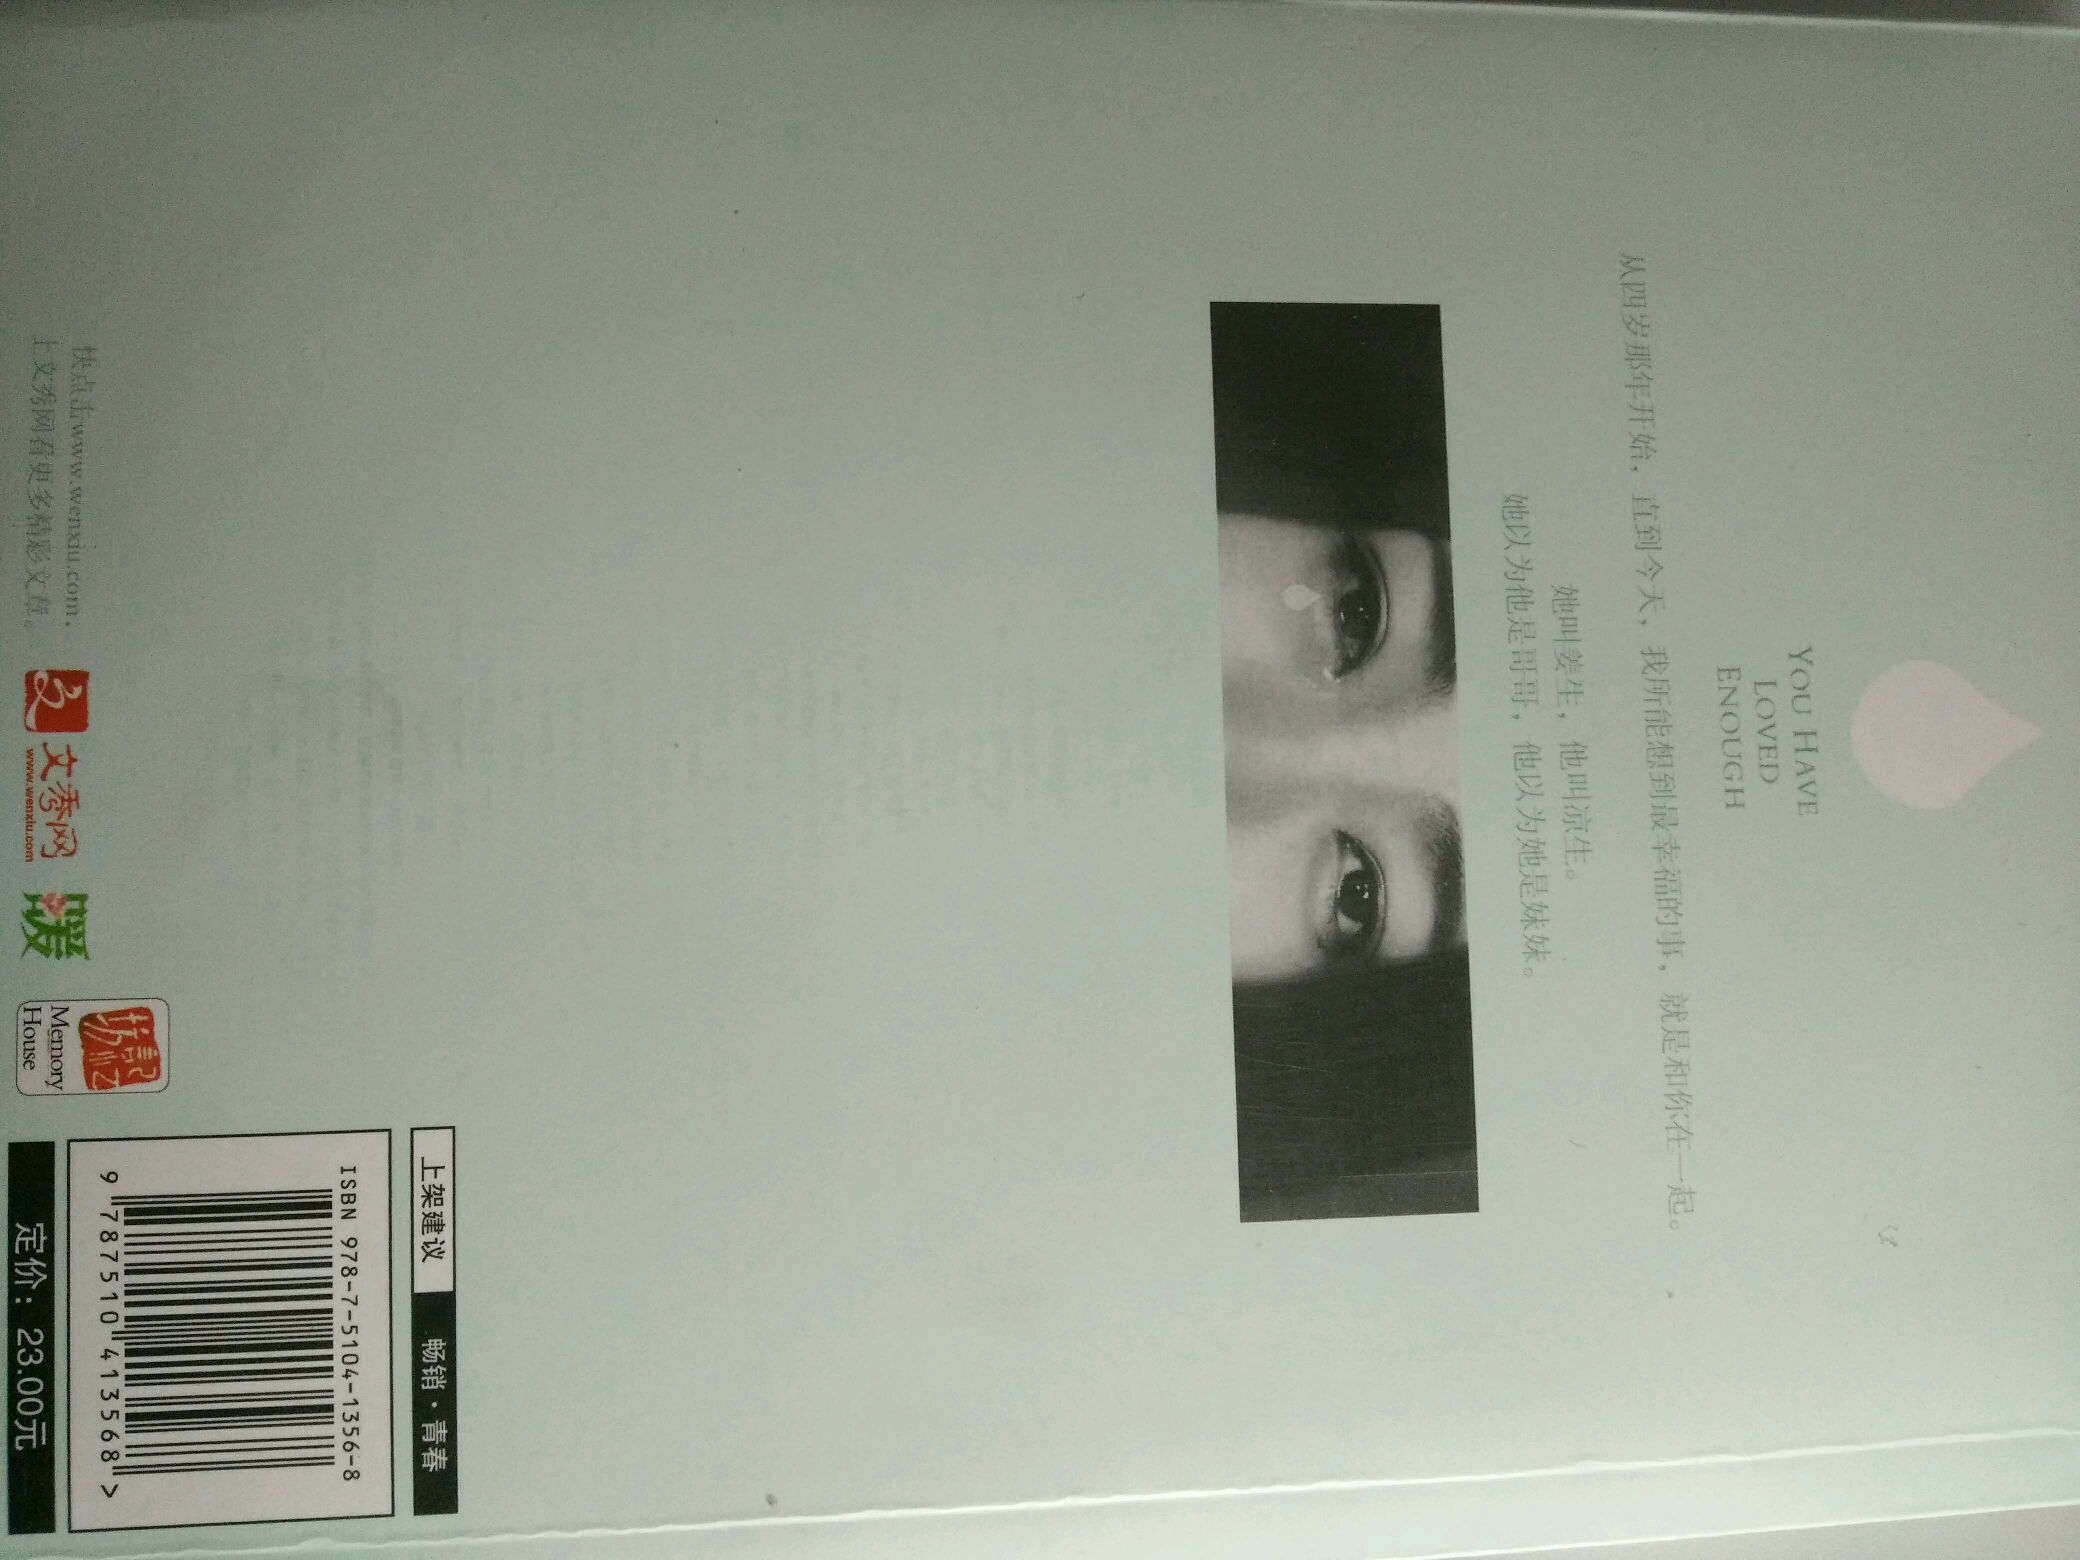 YOU HAVE
LOVED
ENOUGH
从四岁那年开始，直到今天，我所能想到最幸福的事，就是和你在一起。
她叫姜生，他叫凉生。
她以为他是哥哥，他以为她是妹妹。
上架建议 畅销·青春
ISBN 978-7-5104-1356-8
9 787510 413568 >
定价：23.00元
快点击www.wenxiu.com，
上文秀网看更多精彩文章。
文秀网
www.wenxiu.com
暖
記忆坊
Memory
House